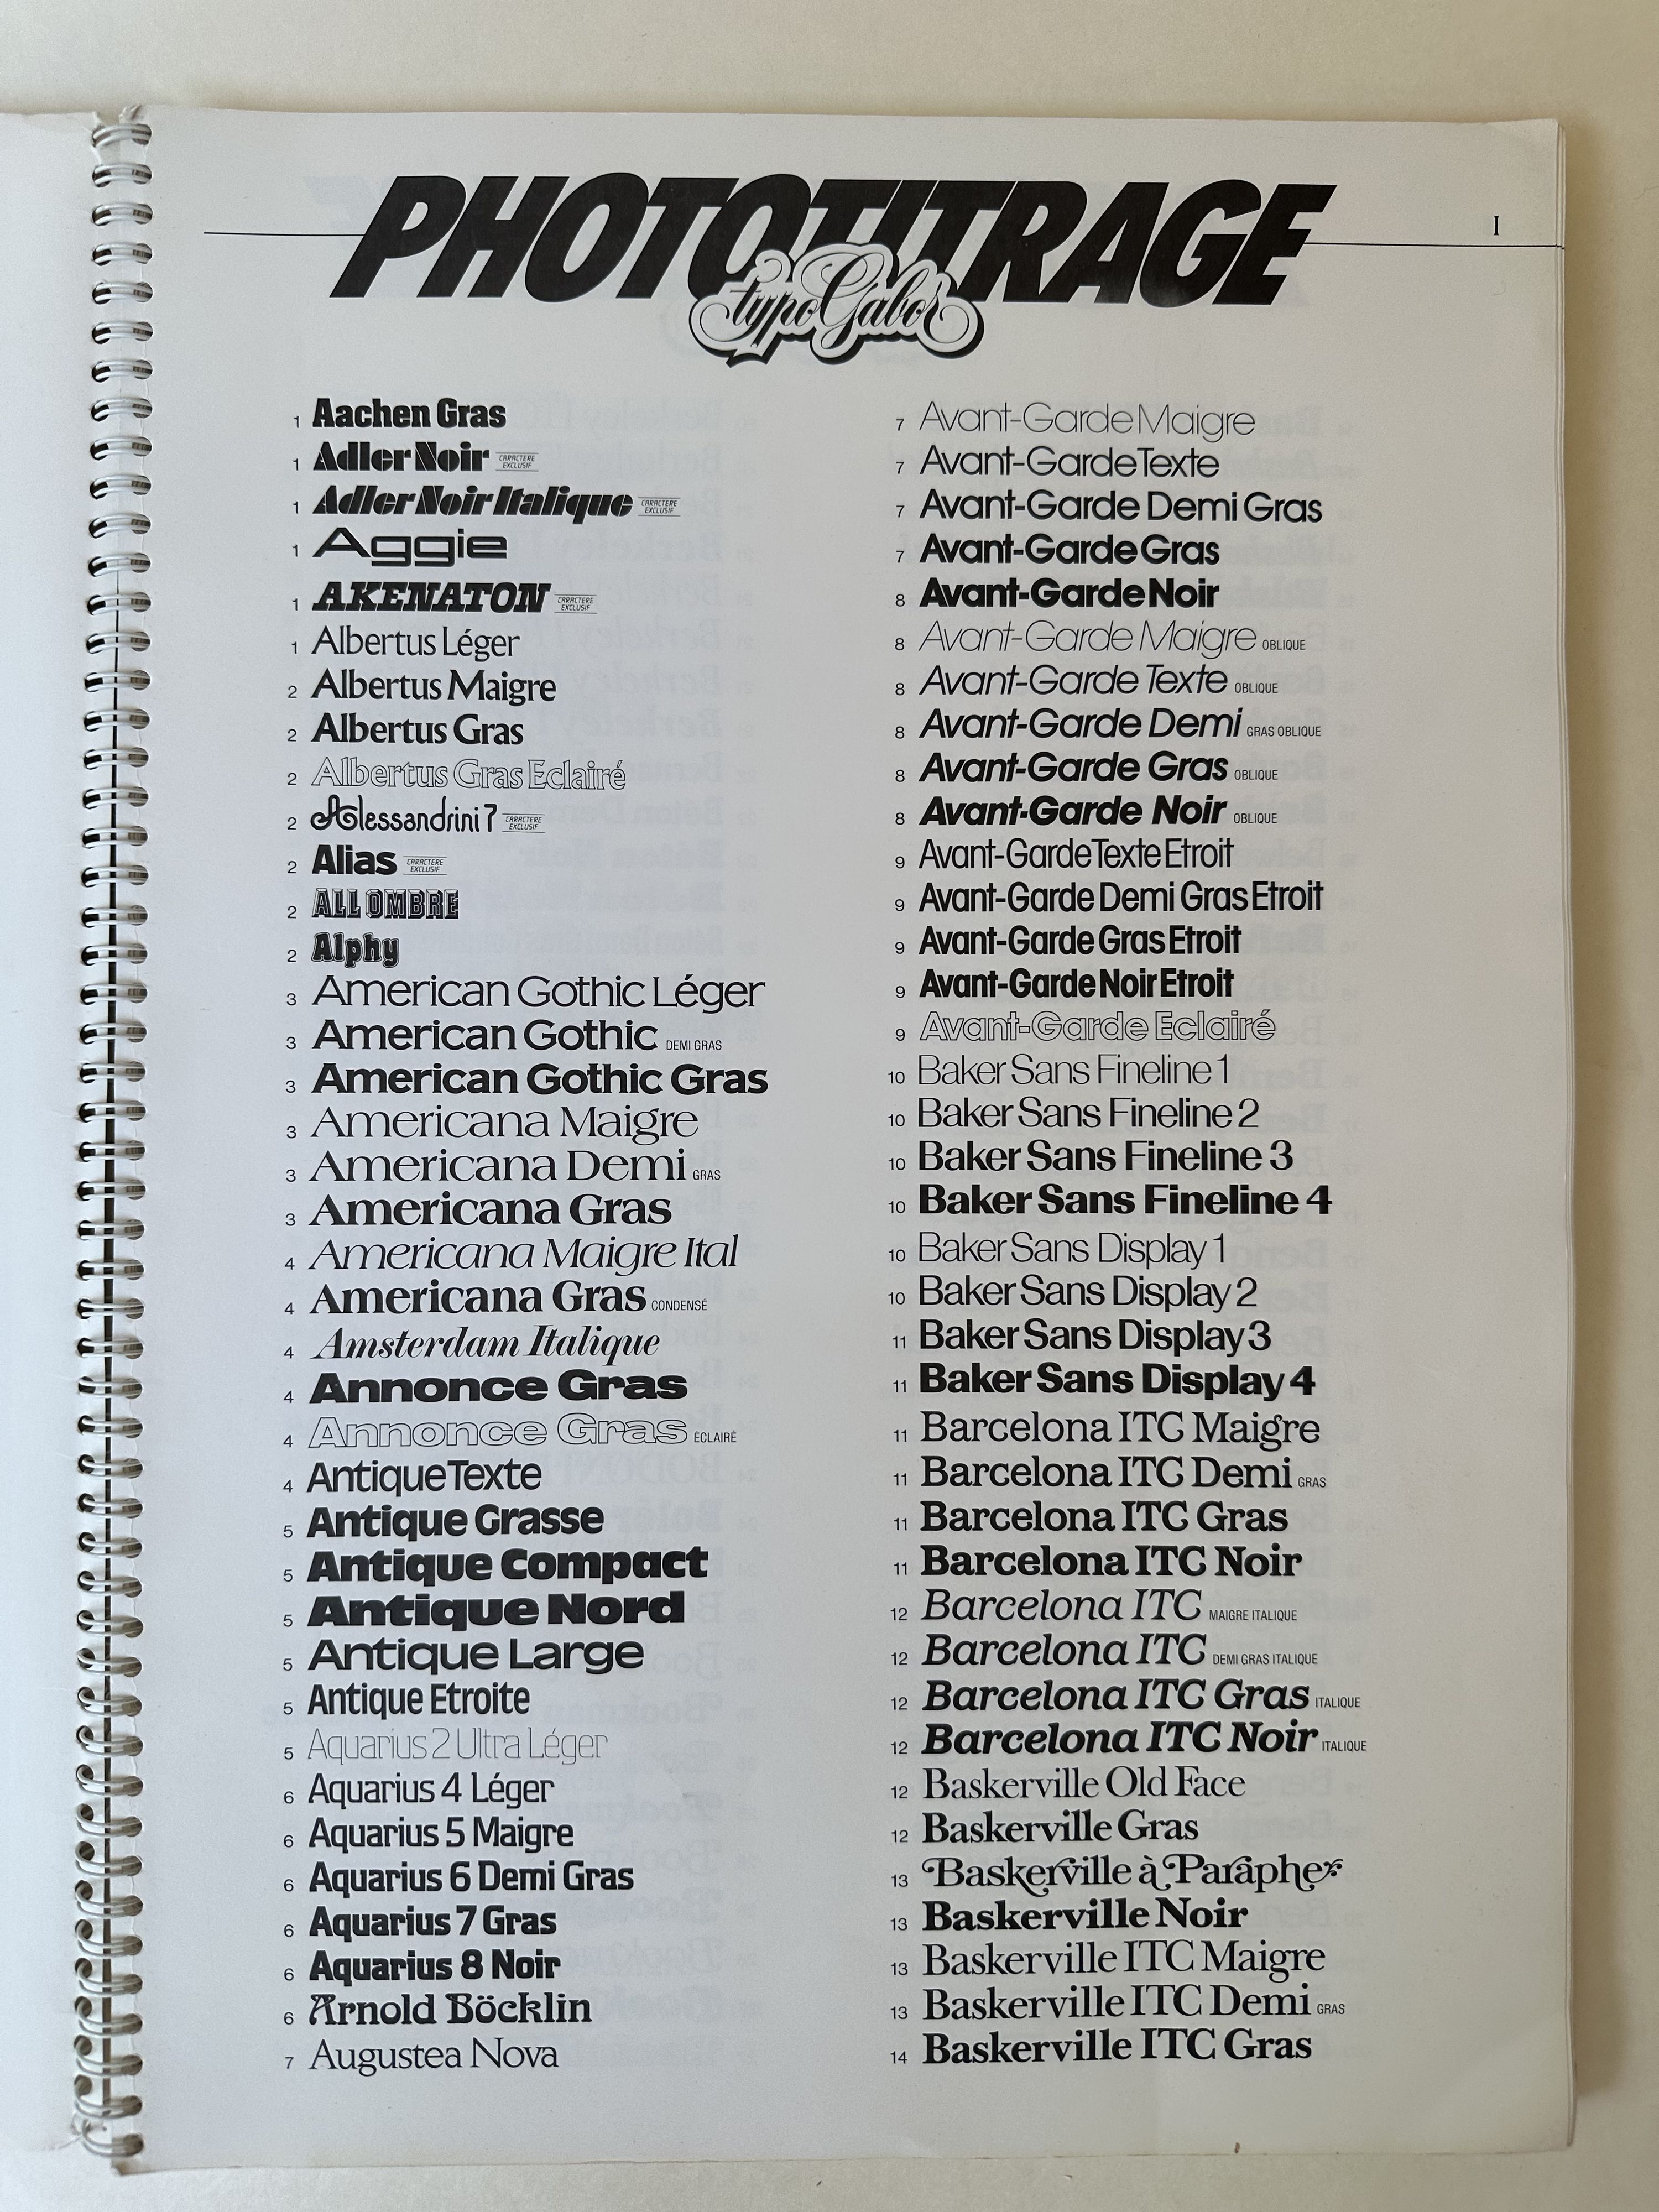 PHOTOTITRAGE
typoGabor
I
1 Aachen Gras
1 Adler Noir CARACTERE EXCLUSIF
1 Adler Noir Italique CARACTERE EXCLUSIF
1 Aggie
1 AKENATON CARACTERE EXCLUSIF
1 Albertus Léger
2 Albertus Maigre
2 Albertus Gras
2 Albertus Gras Eclairé
2 Alessandrini 7 CARACTERE EXCLUSIF
2 Alias CARACTERE EXCLUSIF
2 ALL OMBRE
2 Alphy
3 American Gothic Léger
3 American Gothic DEMI GRAS
3 American Gothic Gras
3 Americana Maigre
3 Americana Demi GRAS
3 Americana Gras
4 Americana Maigre Ital
4 Americana Gras CONDENSÉ
4 Amsterdam Italique
4 Annonce Gras
4 Annonce Gras ÉCLAIRÉ
4 Antique Texte
5 Antique Grasse
5 Antique Compact
5 Antique Nord
5 Antique Large
5 Antique Etroite
5 Aquarius 2 Ultra Léger
6 Aquarius 4 Léger
6 Aquarius 5 Maigre
6 Aquarius 6 Demi Gras
6 Aquarius 7 Gras
6 Aquarius 8 Noir
6 Arnold Böcklin
7 Augustea Nova
7 Avant-Garde Maigre
7 Avant-Garde Texte
7 Avant-Garde Demi Gras
7 Avant-Garde Gras
8 Avant-Garde Noir
8 Avant-Garde Maigre OBLIQUE
8 Avant-Garde Texte OBLIQUE
8 Avant-Garde Demi GRAS OBLIQUE
8 Avant-Garde Gras OBLIQUE
8 Avant-Garde Noir OBLIQUE
9 Avant-Garde Texte Etroit
9 Avant-Garde Demi Gras Etroit
9 Avant-Garde Gras Etroit
9 Avant-Garde Noir Etroit
9 Avant-Garde Eclairé
10 Baker Sans Fineline 1
10 Baker Sans Fineline 2
10 Baker Sans Fineline 3
10 Baker Sans Fineline 4
10 Baker Sans Display 1
10 Baker Sans Display 2
11 Baker Sans Display 3
11 Baker Sans Display 4
11 Barcelona ITC Maigre
11 Barcelona ITC Demi GRAS
11 Barcelona ITC Gras
11 Barcelona ITC Noir
12 Barcelona ITC MAIGRE ITALIQUE
12 Barcelona ITC DEMI GRAS ITALIQUE
12 Barcelona ITC Gras ITALIQUE
12 Barcelona ITC Noir ITALIQUE
12 Baskerville Old Face
12 Baskerville Gras
13 Baskerville à Paraphes
13 Baskerville Noir
13 Baskerville ITC Maigre
13 Baskerville ITC Demi GRAS
14 Baskerville ITC Gras